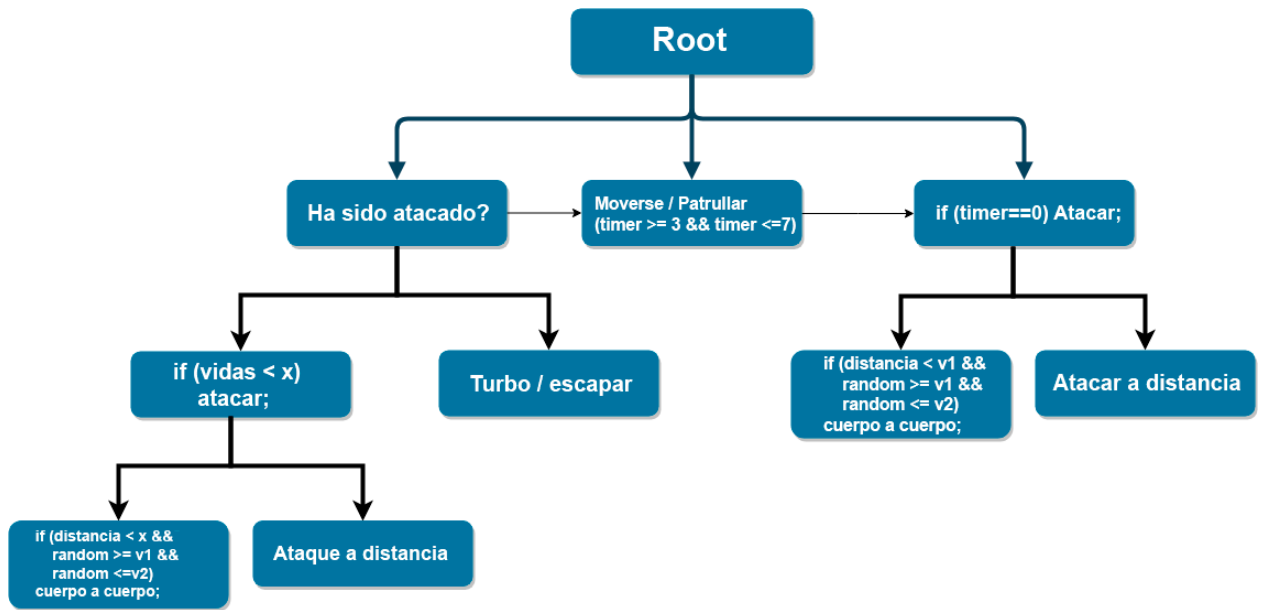 Root
Ha sido atacado?
Moverse / Patrullar
(timer >= 3 && timer <=7)
if (timer==0) Atacar;
if (vidas < x)
atacar;
Turbo / escapar
if (distancia < v1 &&
random >= v1 &&
random <= v2)
cuerpo a cuerpo;
Atacar a distancia
if (distancia < x &&
random >= v1 &&
random <=v2)
cuerpo a cuerpo;
Ataque a distancia